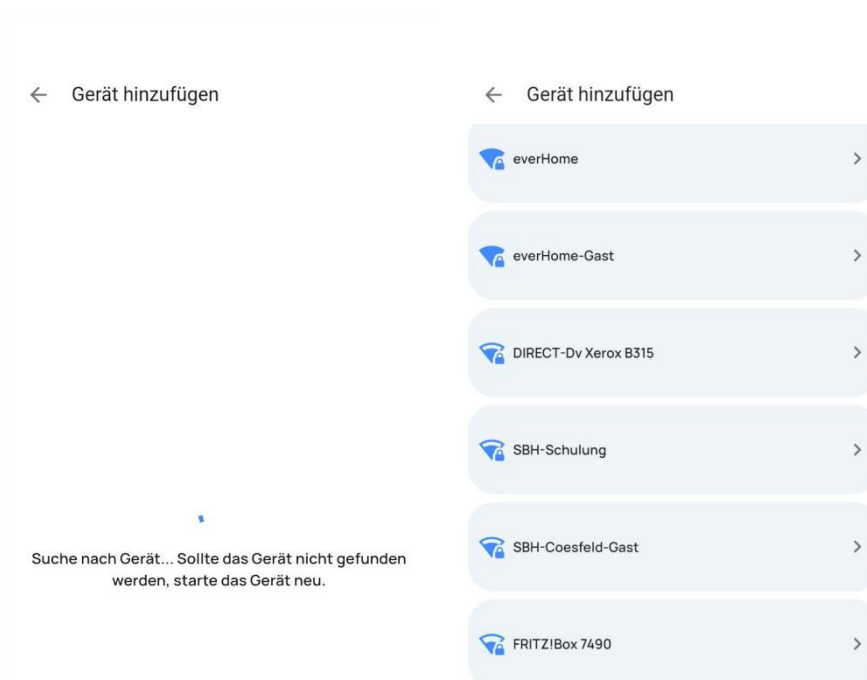 Gerät hinzufügen
Suche nach Gerät... Sollte das Gerät nicht gefunden
werden, starte das Gerät neu.
Gerät hinzufügen
everHome
everHome-Gast
DIRECT-Dv Xerox B315
SBH-Schulung
SBH-Coesfeld-Gast
FRITZ!Box 7490